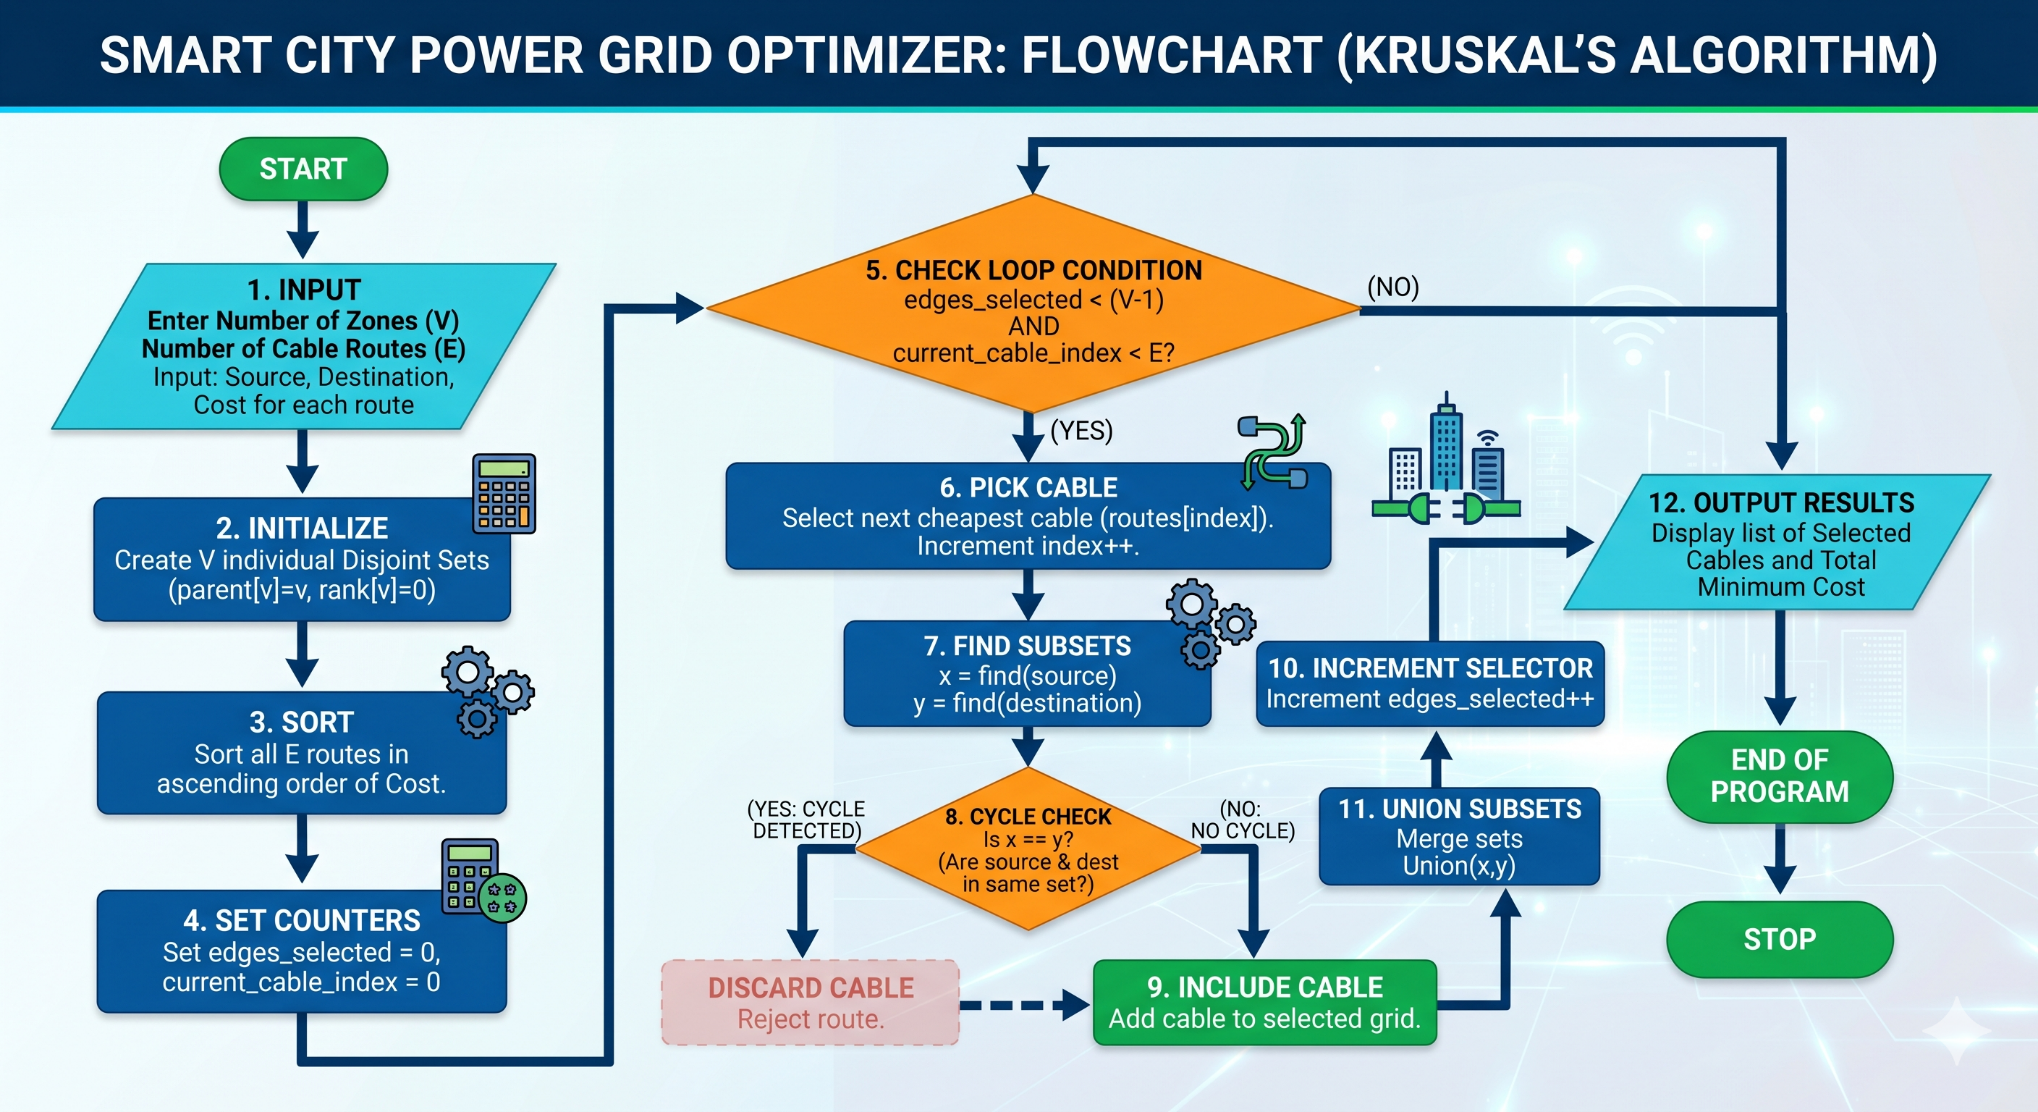 SMART CITY POWER GRID OPTIMIZER: FLOWCHART (KRUSKAL'S ALGORITHM)
START
1. INPUT
Enter Number of Zones (V)
Number of Cable Routes (E)
Input: Source, Destination,
Cost for each route
2. INITIALIZE
Create V individual Disjoint Sets
(parent[v]=v, rank[v]=0)
3. SORT
Sort all E routes in
ascending order of Cost.
4. SET COUNTERS
Set edges_selected = 0,
current_cable_index = 0
5. CHECK LOOP CONDITION
edges_selected < (V-1)
AND
current_cable_index < E?
(NO)
(YES)
6. PICK CABLE
Select next cheapest cable (routes[index]).
Increment index++.
7. FIND SUBSETS
x = find(source)
y = find(destination)
8. CYCLE CHECK
Is x == y?
(Are source & dest
in same set?)
(YES: CYCLE
DETECTED)
(NO:
NO CYCLE)
DISCARD CABLE
Reject route.
9. INCLUDE CABLE
Add cable to selected grid.
11. UNION SUBSETS
Merge sets
Union(x,y)
10. INCREMENT SELECTOR
Increment edges_selected++
12. OUTPUT RESULTS
Display list of Selected
Cables and Total
Minimum Cost
END OF
PROGRAM
STOP